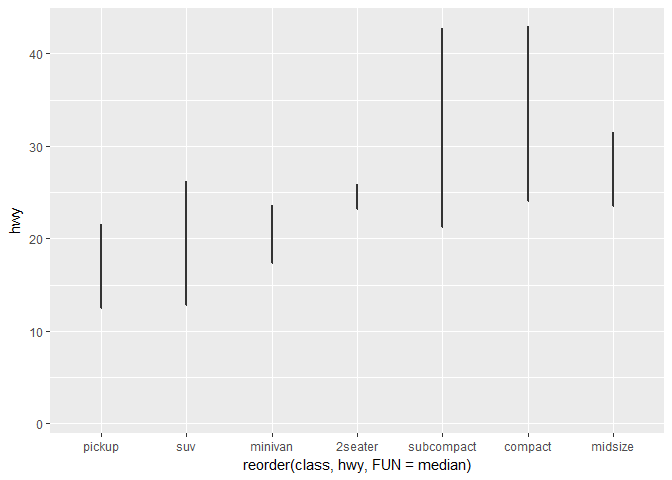 hwy
40
30
20
10
0
pickup suv minivan 2seater subcompact compact midsize
reorder(class, hwy, FUN = median)